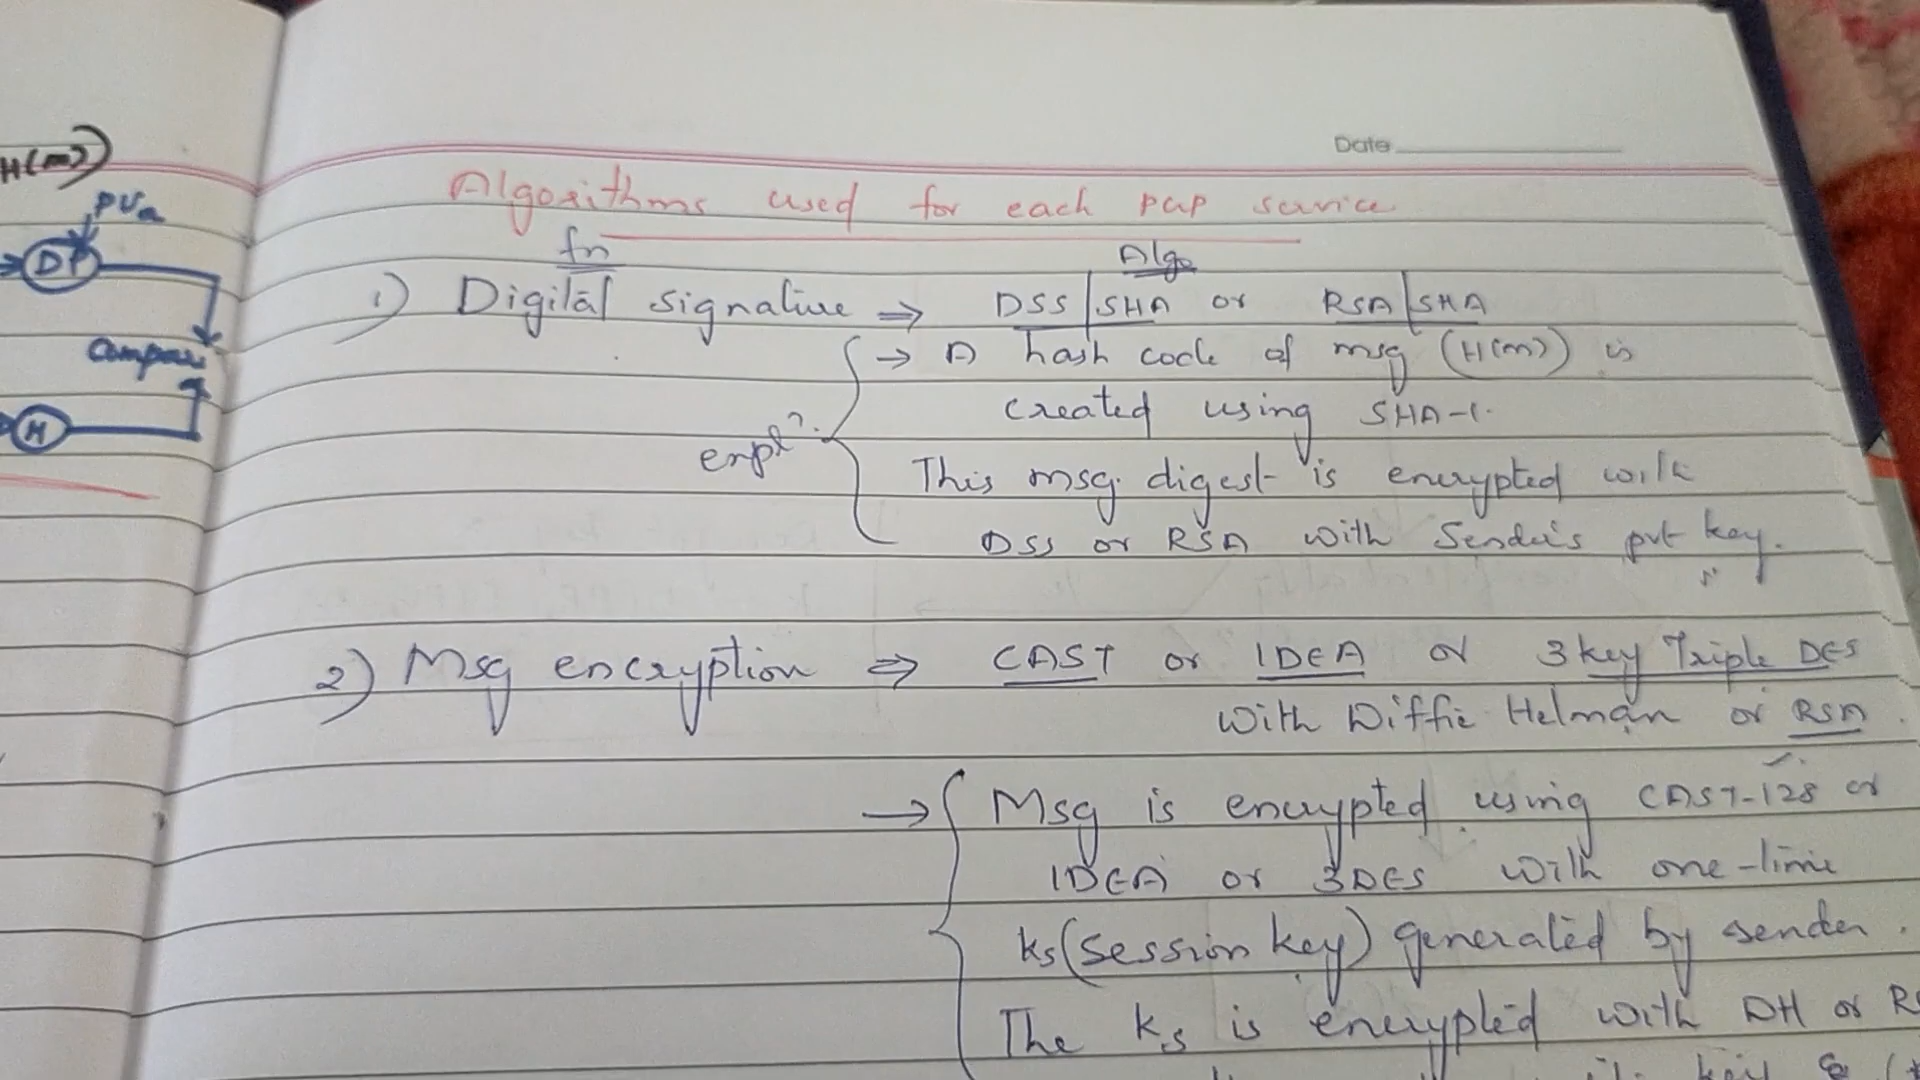 H(m)
PUa
DP
Compare
H
Date
Algorithms used for each pgp service
fn Algo
1) Digital signature ⇒ DSS|SHA or RSA|SHA
→ A hash code of msg (H(m)) is
created using SHA-1.
expln.
This msg. digest is encrypted with
DSS or RSA with Sender's pvt key.
2) Msg encryption ⇒ CAST or IDEA or 3 key Triple DES
with Diffie Helman or RSA.
→ Msg is encrypted using CAST-128 or
IDEA or 3DES with one-time
Ks (Session key) generated by sender.
The Ks is encrypted with DH or
key &